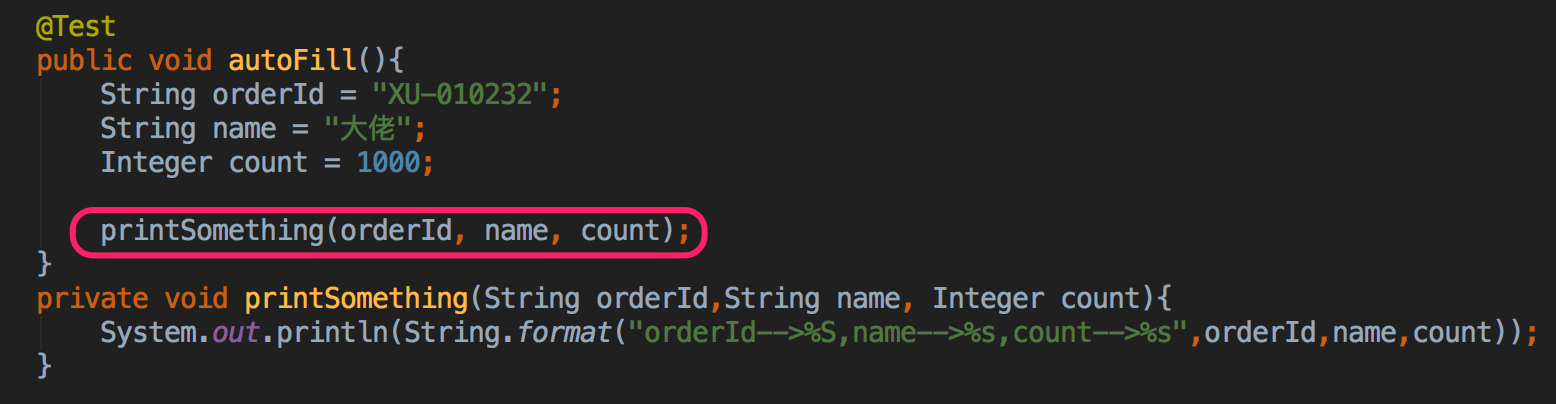 @Test
public void autoFill(){
String orderId = "XU-010232";
String name = "大佬";
Integer count = 1000;
printSomething(orderId, name, count);
}
private void printSomething(String orderId,String name, Integer count){
System.out.println(String.format("orderId-->%S,name-->%s,count-->%s",orderId,name,count));
}